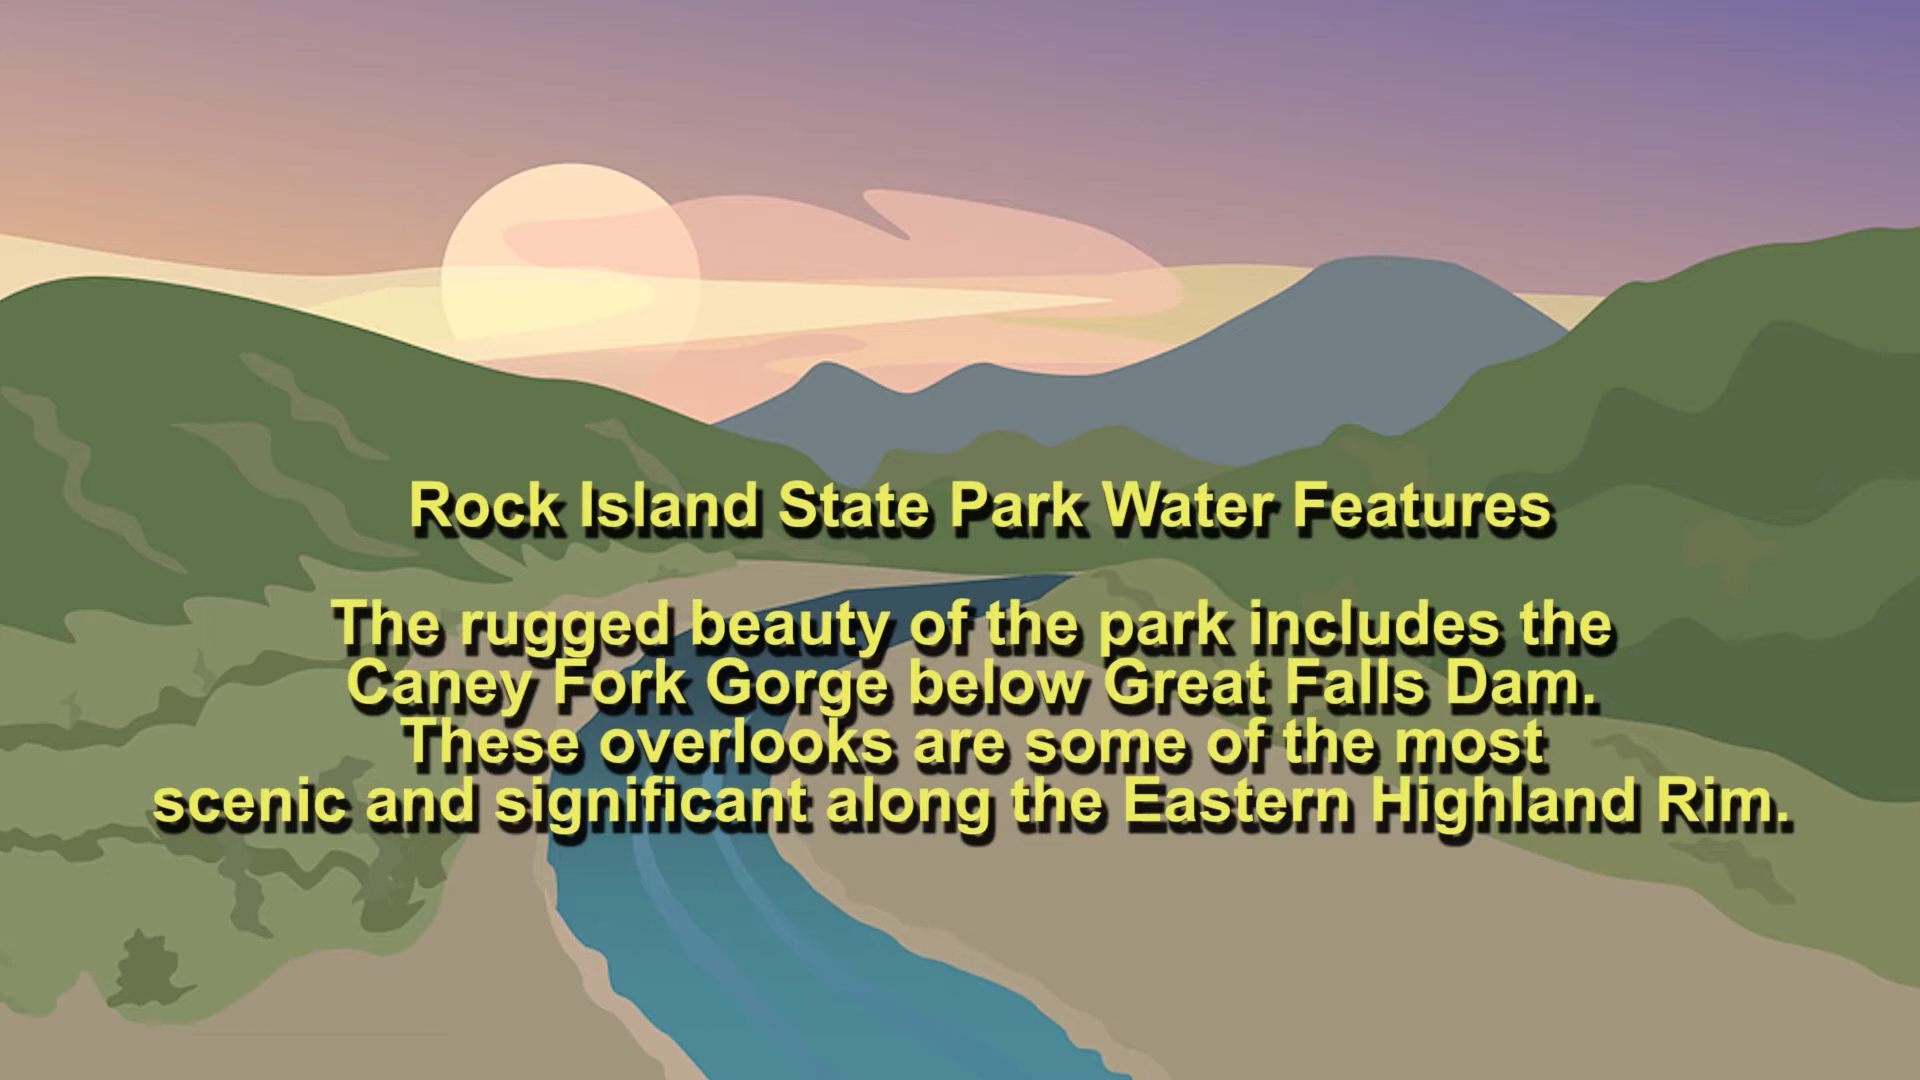 Rock Island State Park Water Features
The rugged beauty of the park includes the
Caney Fork Gorge below Great Falls Dam.
These overlooks are some of the most
scenic and significant along the Eastern Highland Rim.